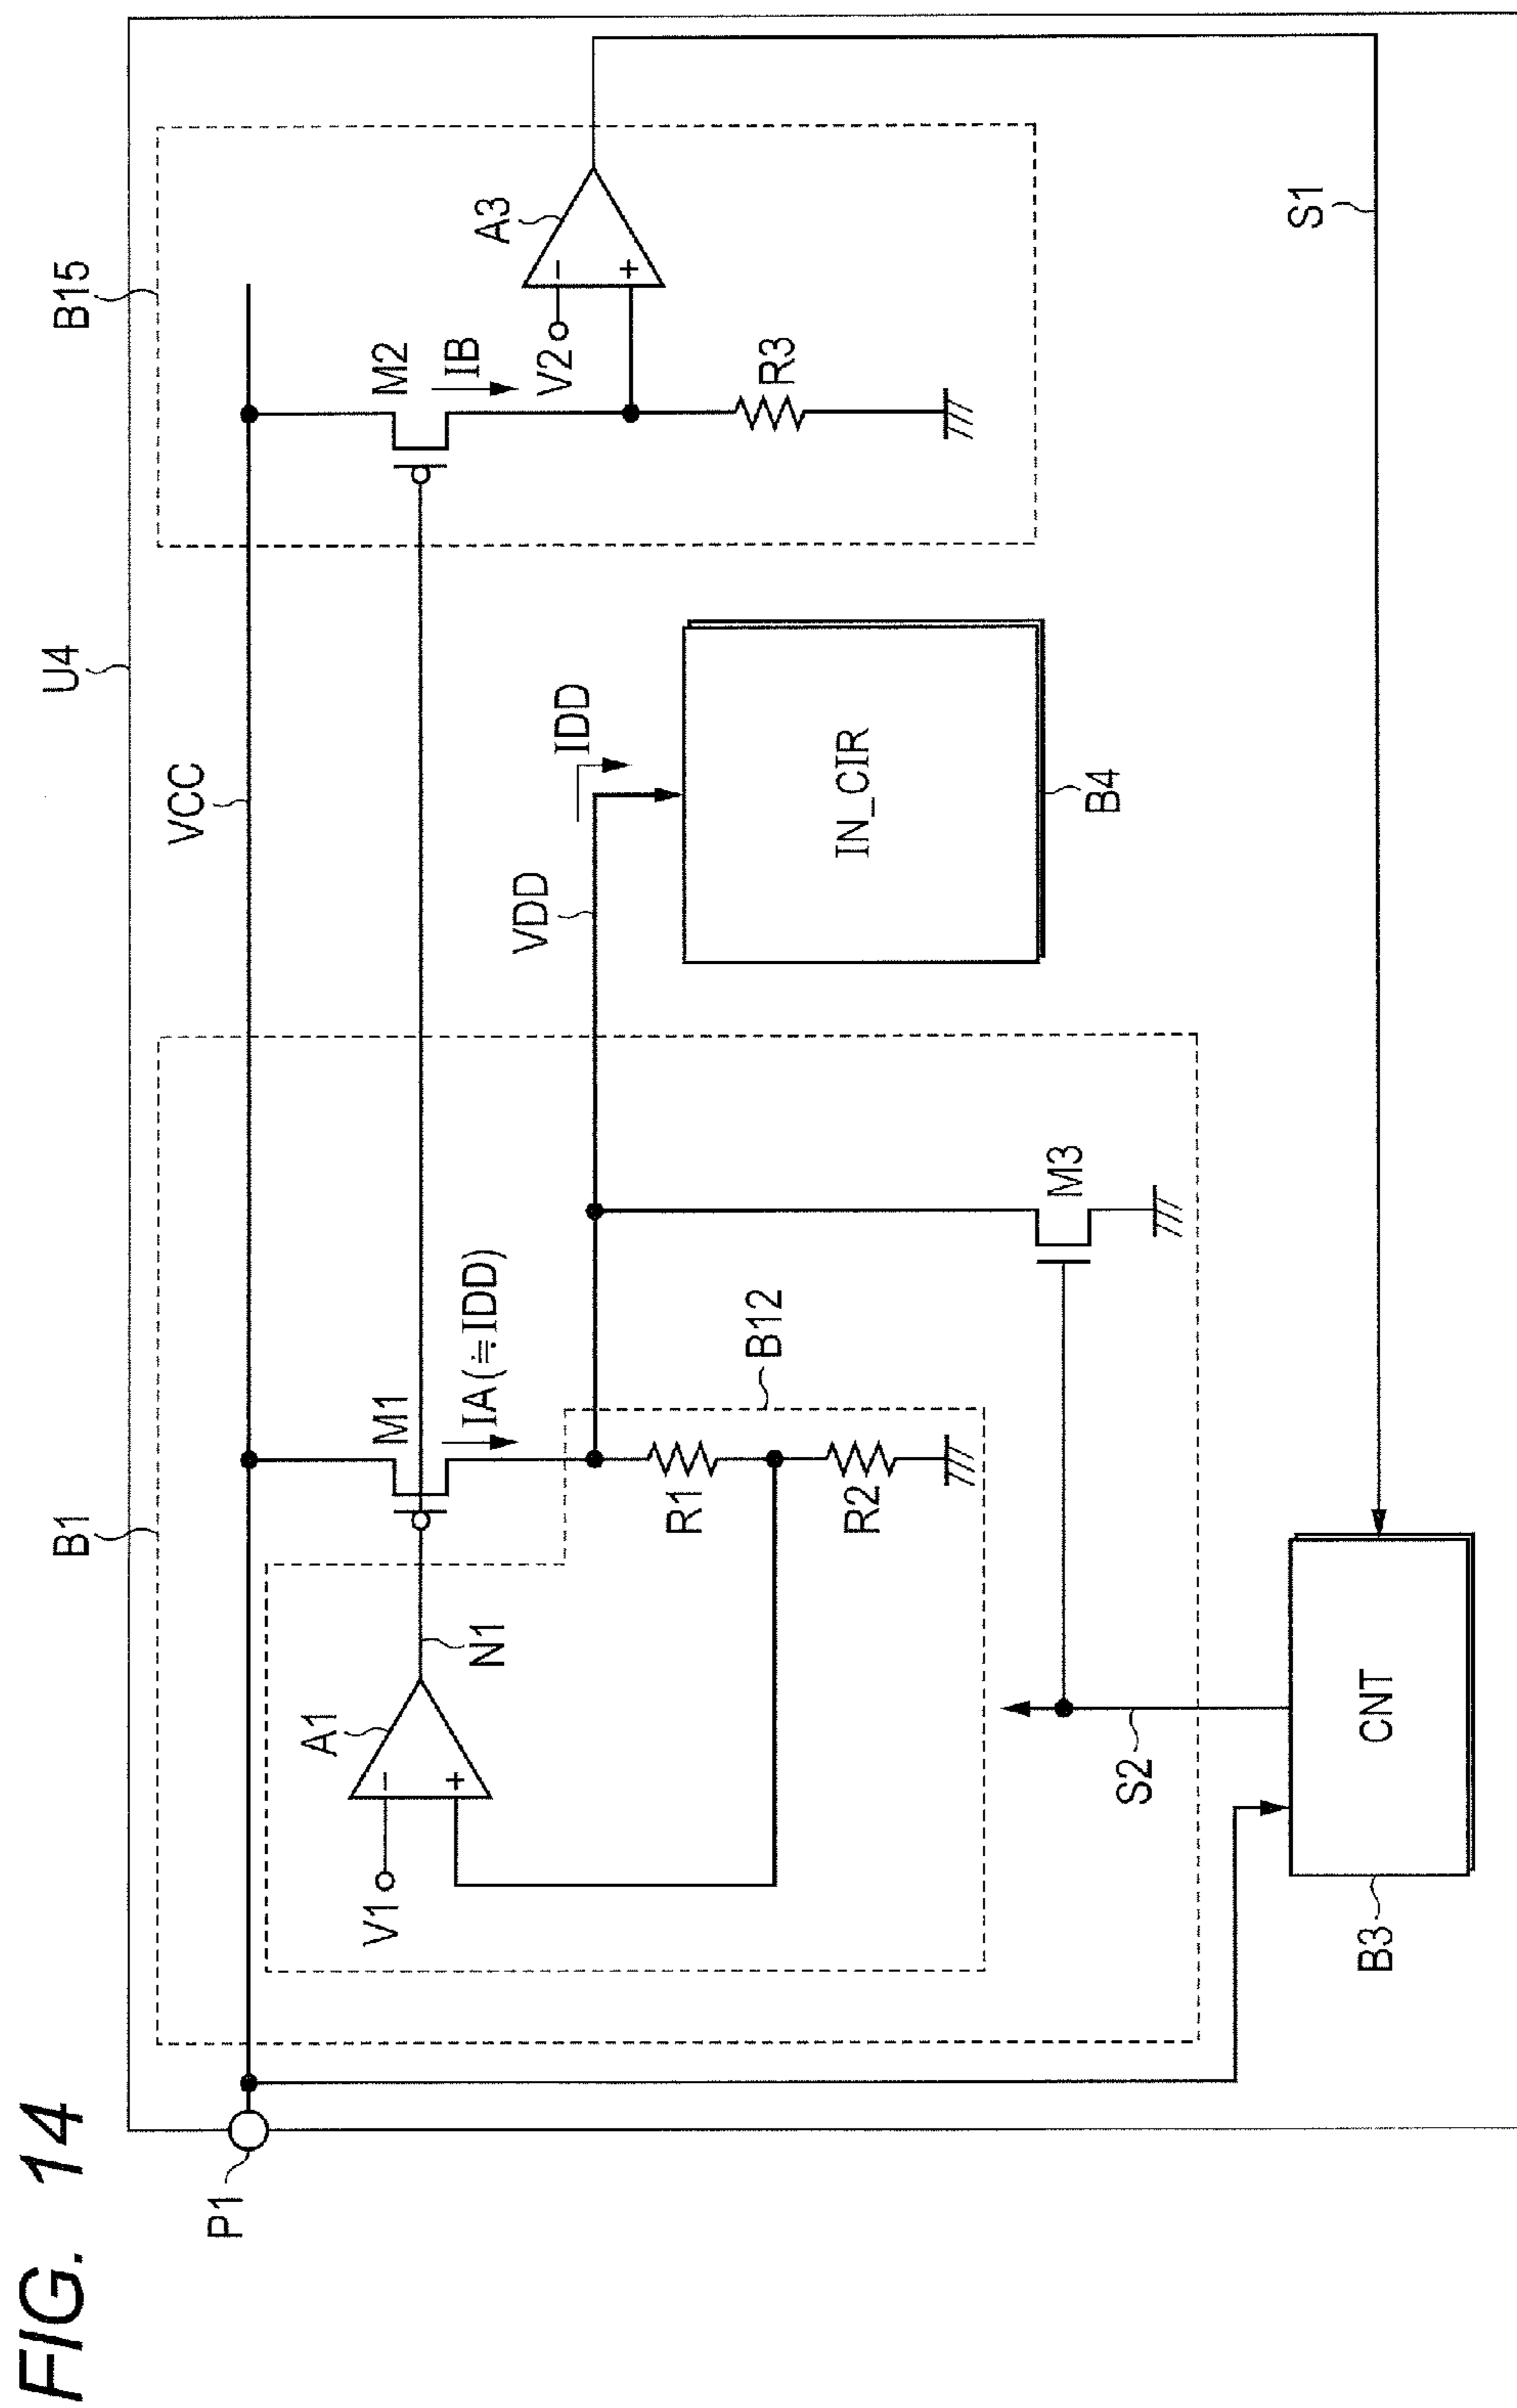 FIG. 14
U4
B1
B15
P1
VCC
A1
M1
M2
A3
V1
−
+
N1
IA(≒IDD)
IB
VDD
IDD
V2
−
+
R1
R2
B12
R3
IN_CIR
M3
B4
S2
S1
CNT
B3